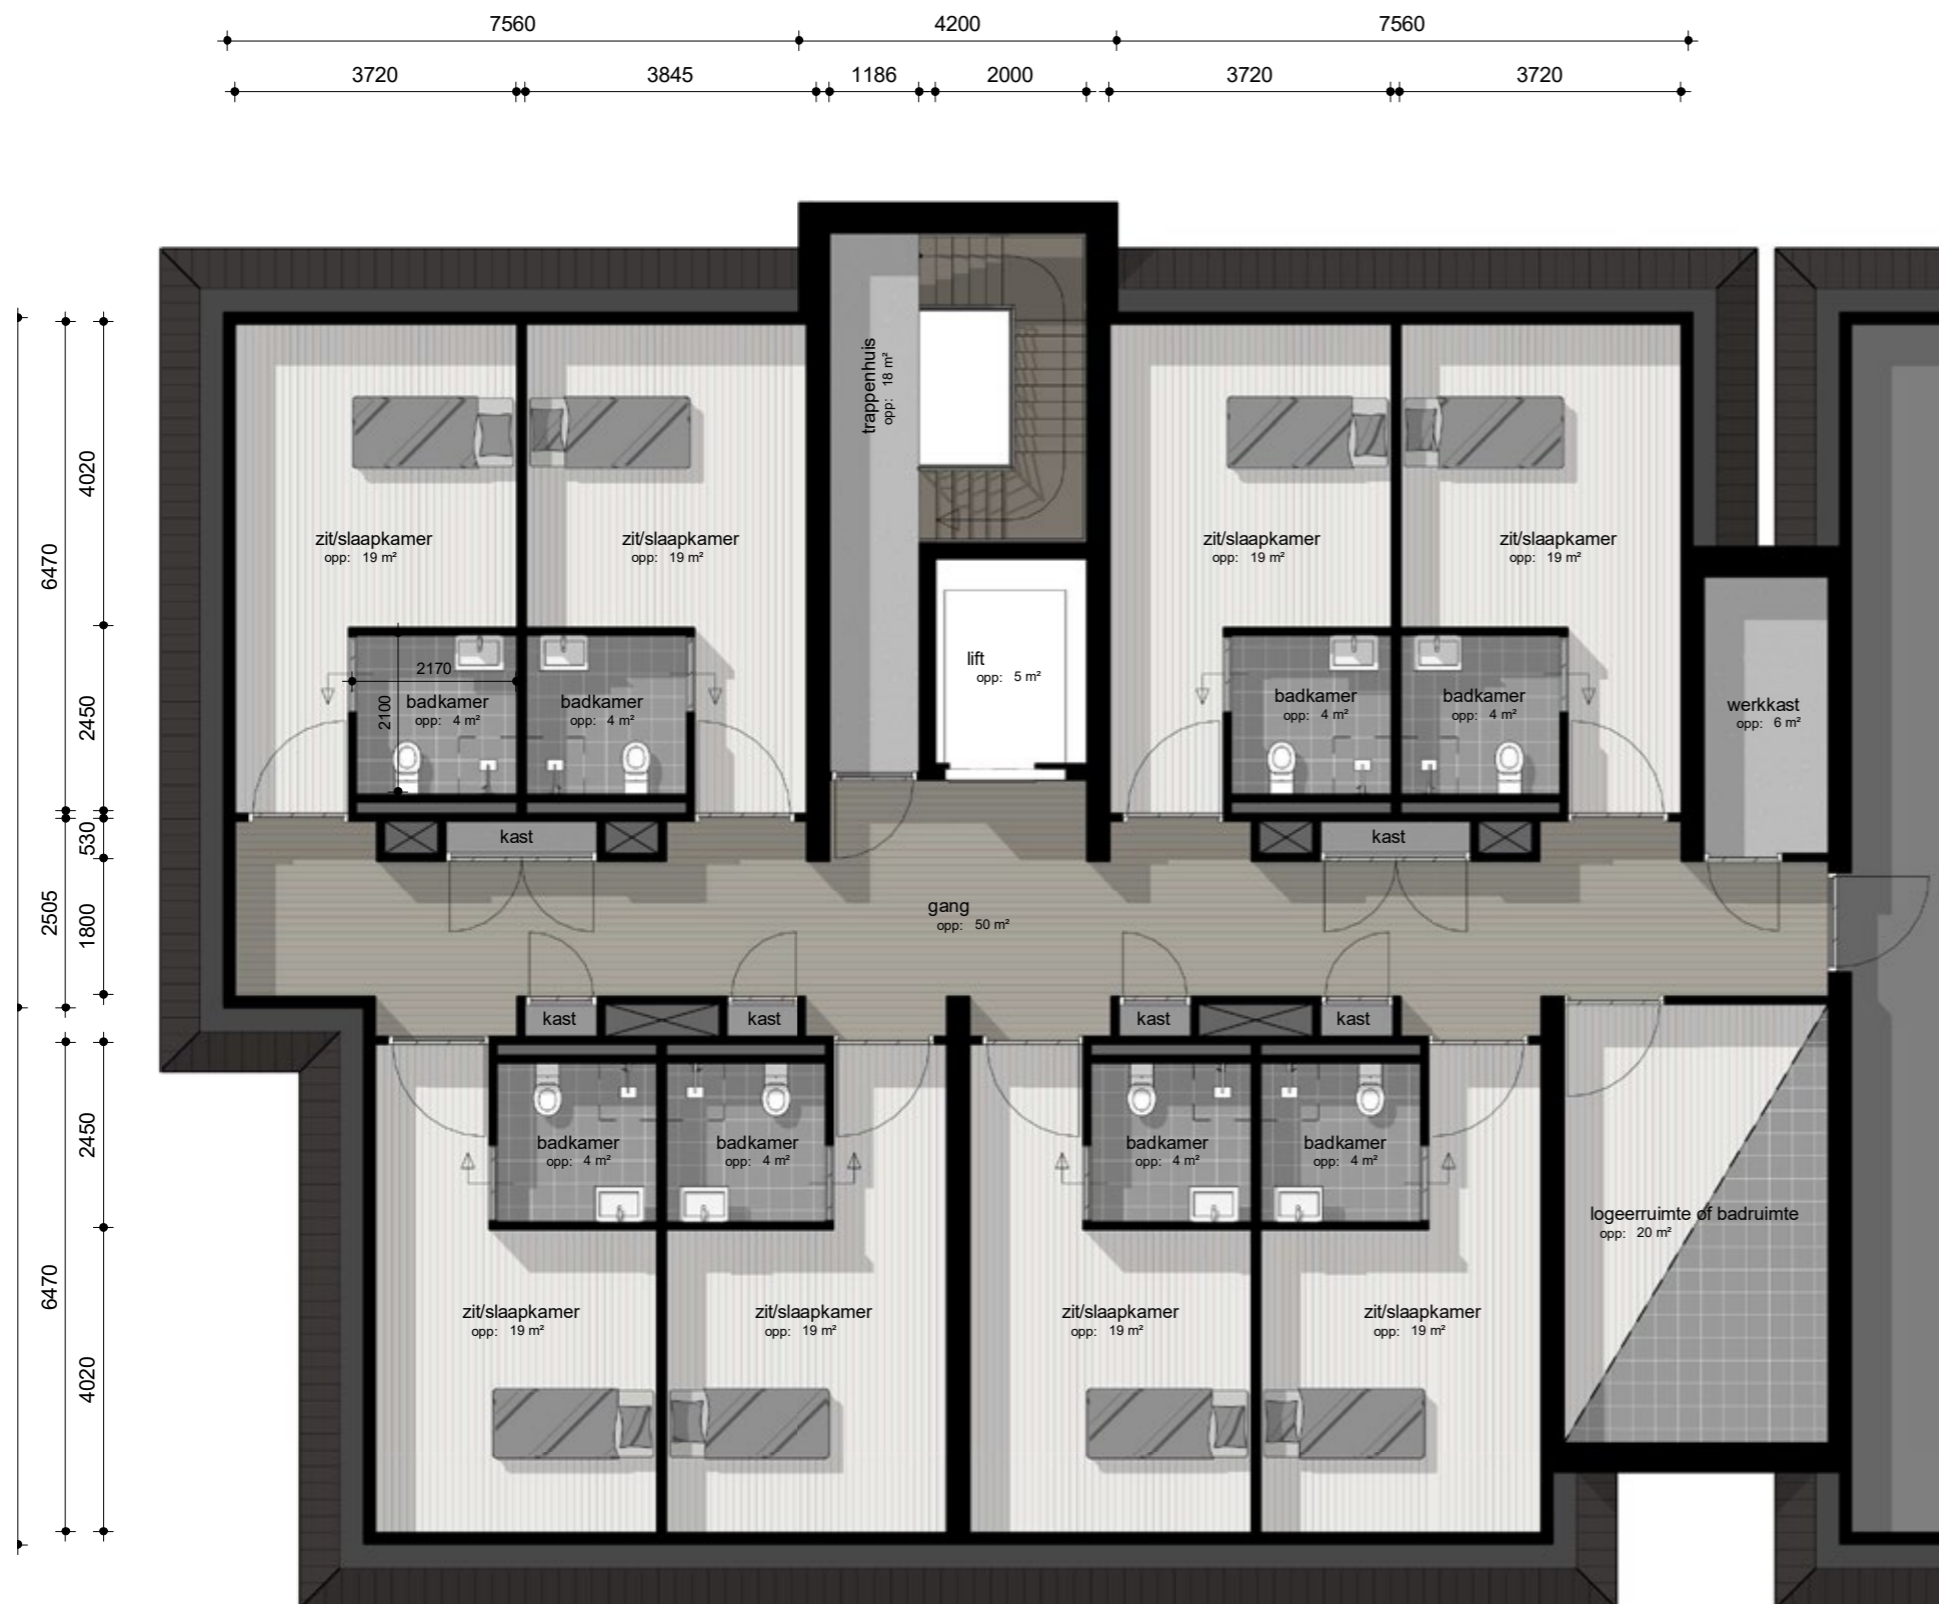 7560
4200
7560
3720
3845
1186
2000
3720
3720
4020
6470
2450
530
2505
1800
2450
6470
4020
trappenhuis
opp: 18 m²
zit/slaapkamer
opp: 19 m²
zit/slaapkamer
opp: 19 m²
zit/slaapkamer
opp: 19 m²
zit/slaapkamer
opp: 19 m²
2170
2100
badkamer
opp: 4 m²
badkamer
opp: 4 m²
lift
opp: 5 m²
badkamer
opp: 4 m²
badkamer
opp: 4 m²
werkkast
opp: 6 m²
kast
kast
gang
opp: 50 m²
kast
kast
kast
kast
badkamer
opp: 4 m²
badkamer
opp: 4 m²
badkamer
opp: 4 m²
badkamer
opp: 4 m²
logeerruimte of badruimte
opp: 20 m²
zit/slaapkamer
opp: 19 m²
zit/slaapkamer
opp: 19 m²
zit/slaapkamer
opp: 19 m²
zit/slaapkamer
opp: 19 m²